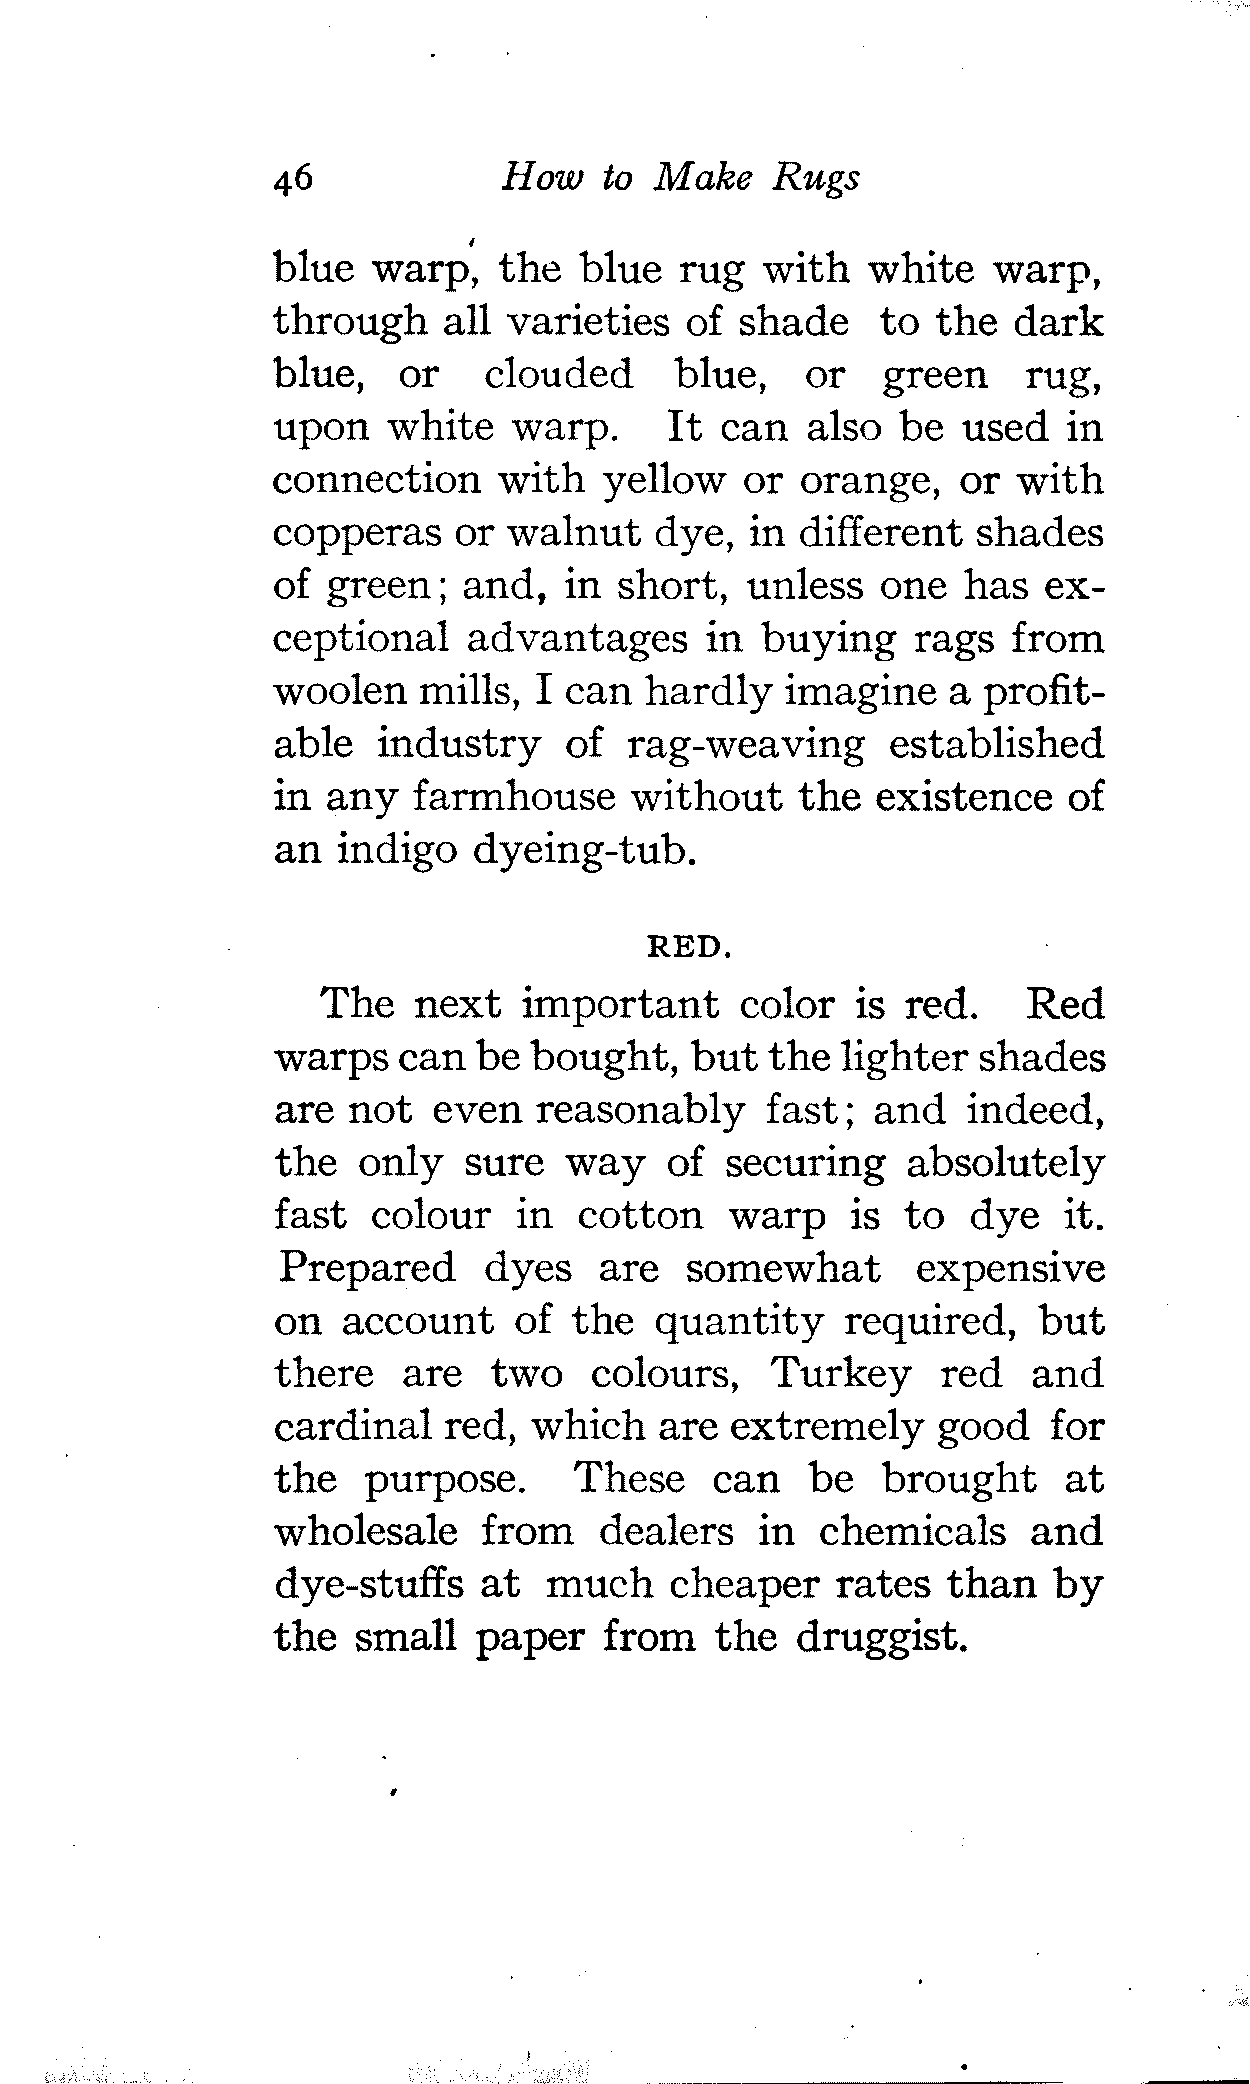 46 How to Make Rugs
blue warp, the blue rug with white warp,
through all varieties of shade to the dark
blue, or clouded blue, or green rug,
upon white warp. It can also be used in
connection with yellow or orange, or with
copperas or walnut dye, in different shades
of green; and, in short, unless one has ex-
ceptional advantages in buying rags from
woolen mills, I can hardly imagine a profit-
able industry of rag-weaving established
in any farmhouse without the existence of
an indigo dyeing-tub.
RED.
The next important color is red. Red
warps can be bought, but the lighter shades
are not even reasonably fast; and indeed,
the only sure way of securing absolutely
fast colour in cotton warp is to dye it.
Prepared dyes are somewhat expensive
on account of the quantity required, but
there are two colours, Turkey red and
cardinal red, which are extremely good for
the purpose. These can be brought at
wholesale from dealers in chemicals and
dye-stuffs at much cheaper rates than by
the small paper from the druggist.